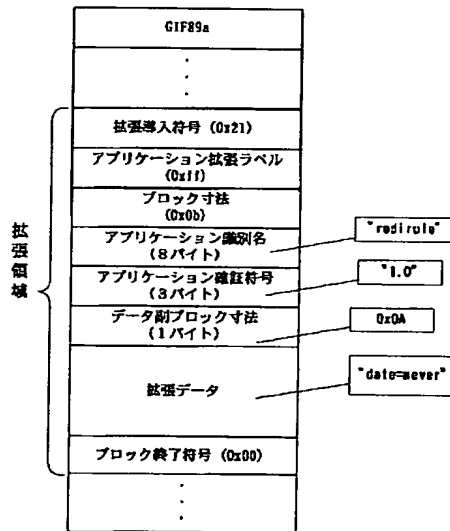 GIF89a
拡張導入符号 (0x21)
アプリケーション拡張ラベル
(0xff)
ブロック寸法
(0x0b)
アプリケーション識別名
(8バイト)
アプリケーション確証符号
(3バイト)
データ副ブロック寸法
(1バイト)
拡張データ
ブロック終了符号 (0x00)
拡張領域
"redirule"
"1.0"
0x0A
"date=never"